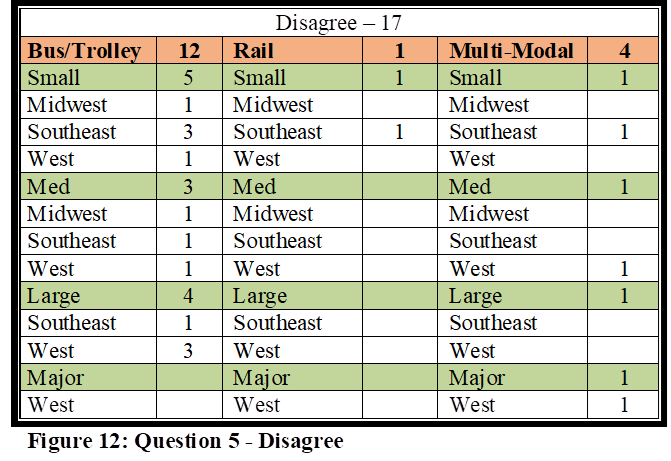 Disagree – 17
Bus/Trolley 12 Rail 1 Multi-Modal 4
Small 5 Small 1 Small 1
Midwest 1 Midwest Midwest
Southeast 3 Southeast 1 Southeast 1
West 1 West West
Med 3 Med Med 1
Midwest 1 Midwest Midwest
Southeast 1 Southeast Southeast
West 1 West West 1
Large 4 Large Large 1
Southeast 1 Southeast Southeast
West 3 West West
Major Major Major 1
West West West 1
Figure 12: Question 5 - Disagree